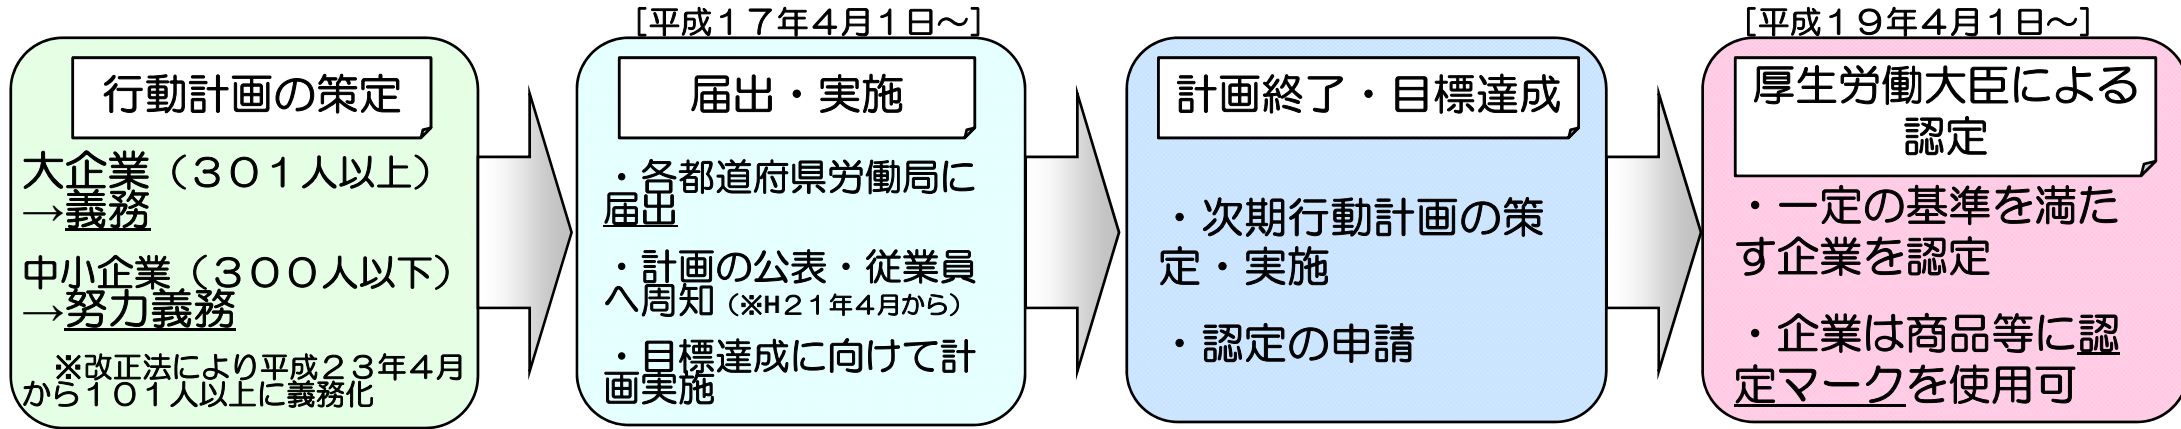 行動計画の策定
大企業（３０１人以上）
→義務
中小企業（３００人以下）
→努力義務
※改正法により平成２３年４月
から１０１人以上に義務化
［平成１７年４月１日～］
届出・実施
・各都道府県労働局に
届出
・計画の公表・従業員
へ周知（※H２１年４月から）
・目標達成に向けて計
画実施
計画終了・目標達成
・次期行動計画の策
定・実施
・認定の申請
［平成１９年４月１日～］
厚生労働大臣による
認定
・一定の基準を満た
す企業を認定
・企業は商品等に認
定マークを使用可